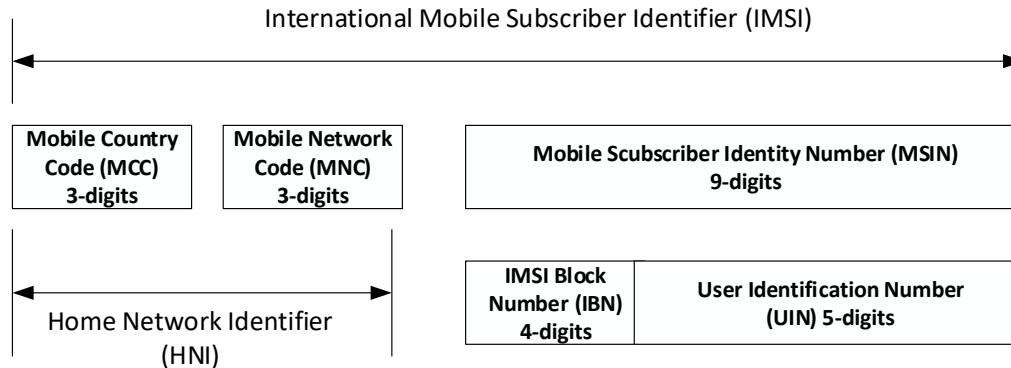 International Mobile Subscriber Identifier (IMSI)
Mobile Country
Code (MCC)
3-digits
Mobile Network
Code (MNC)
3-digits
Mobile Scubscriber Identity Number (MSIN)
9-digits
IMSI Block
Number (IBN)
4-digits
User Identification Number
(UIN) 5-digits
Home Network Identifier
(HNI)